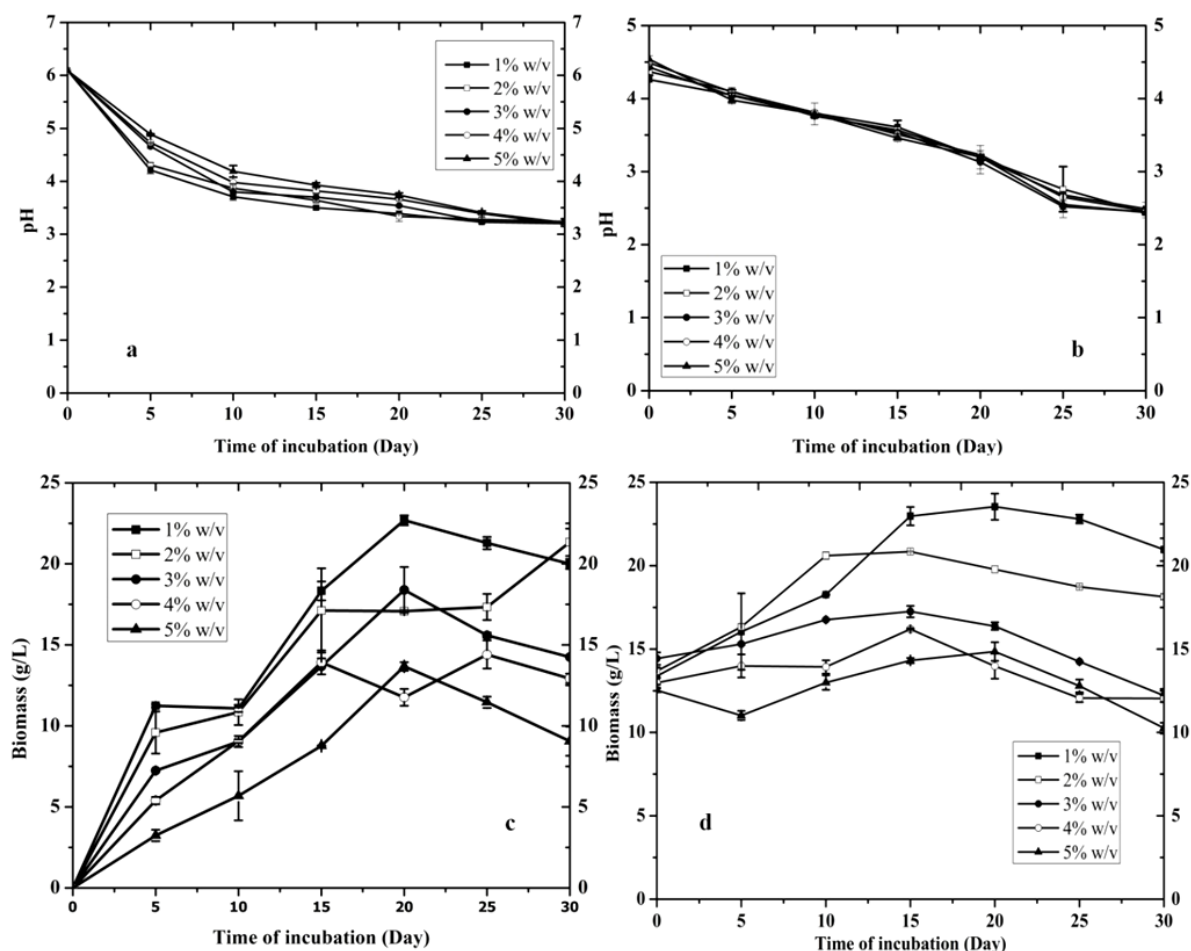 7
6
5
4
3
2
1
0
pH
7
6
5
4
3
2
1
0
1% w/v
2% w/v
3% w/v
4% w/v
5% w/v
a
0 5 10 15 20 25 30
Time of incubation (Day)
5
4
3
2
1
0
pH
5
4
3
2
1
0
1% w/v
2% w/v
3% w/v
4% w/v
5% w/v
b
0 5 10 15 20 25 30
Time of incubation (Day)
25
20
15
10
5
0
Biomass (g/L)
25
20
15
10
5
0
1% w/v
2% w/v
3% w/v
4% w/v
5% w/v
c
0 5 10 15 20 25 30
Time of incubation (Day)
25
20
15
10
5
0
Biomass (g/L)
25
20
15
10
5
0
1% w/v
2% w/v
3% w/v
4% w/v
5% w/v
d
0 5 10 15 20 25 30
Time of incubation (Day)